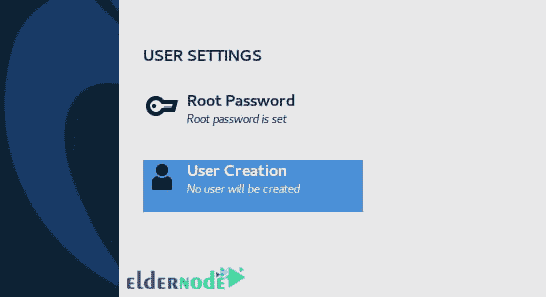 USER SETTINGS
Root Password
Root password is set
User Creation
No user will be created
eldernode